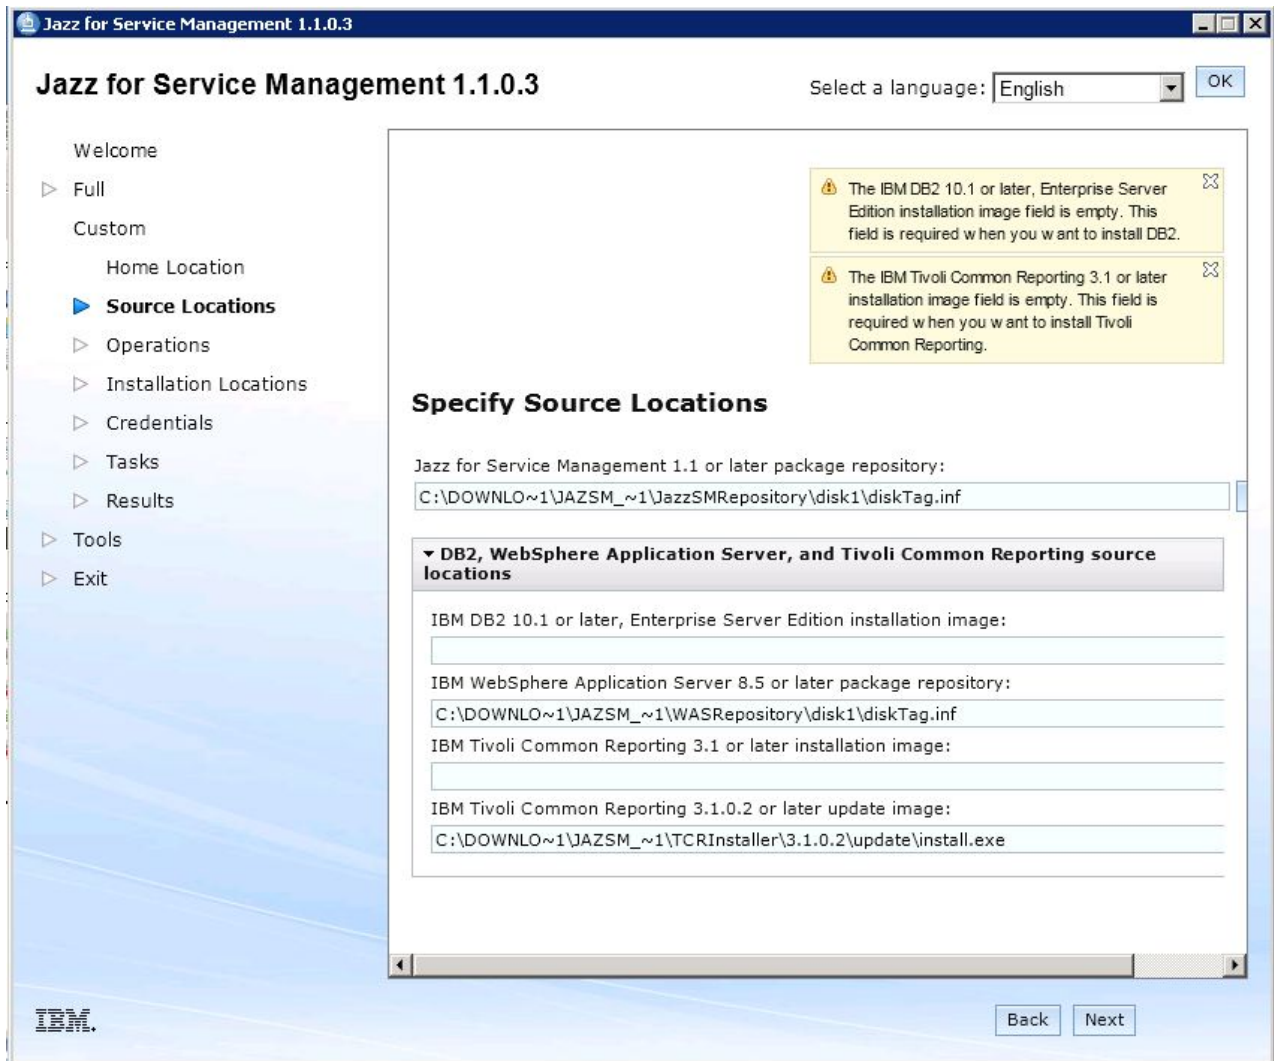 Jazz for Service Management 1.1.0.3
Jazz for Service Management 1.1.0.3
Select a language: English OK
Welcome
Full
Custom
Home Location
Source Locations
Operations
Installation Locations
Credentials
Tasks
Results
Tools
Exit
The IBM DB2 10.1 or later, Enterprise Server
Edition installation image field is empty. This
field is required when you want to install DB2.
The IBM Tivoli Common Reporting 3.1 or later
installation image field is empty. This field is
required when you want to install Tivoli
Common Reporting.
Specify Source Locations
Jazz for Service Management 1.1 or later package repository:
C:\DOWNLO~1\JAZSM_~1\JazzSMRepository\disk1\diskTag.inf
DB2, WebSphere Application Server, and Tivoli Common Reporting source
locations
IBM DB2 10.1 or later, Enterprise Server Edition installation image:
IBM WebSphere Application Server 8.5 or later package repository:
C:\DOWNLO~1\JAZSM_~1\WASRepository\disk1\diskTag.inf
IBM Tivoli Common Reporting 3.1 or later installation image:
IBM Tivoli Common Reporting 3.1.0.2 or later update image:
C:\DOWNLO~1\JAZSM_~1\TCRInstaller\3.1.0.2\update\install.exe
IBM.
Back Next